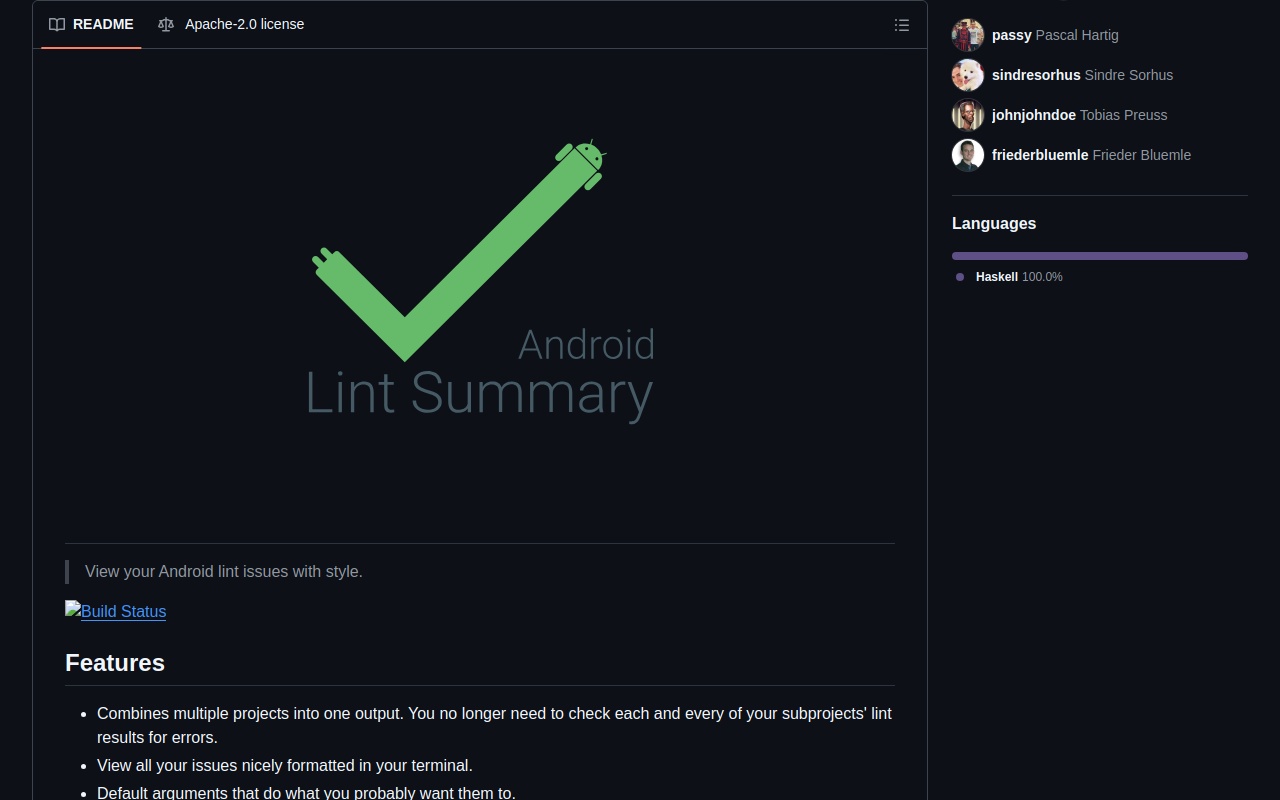 README
Apache-2.0 license
Android
Lint Summary
View your Android lint issues with style.
Build Status
Features
Combines multiple projects into one output. You no longer need to check each and every of your subprojects' lint
results for errors.
View all your issues nicely formatted in your terminal.
Default arguments that do what you probably want them to.
passy Pascal Hartig
sindresorhus Sindre Sorhus
johnjohndoe Tobias Preuss
friederbluemle Frieder Bluemle
Languages
Haskell 100.0%